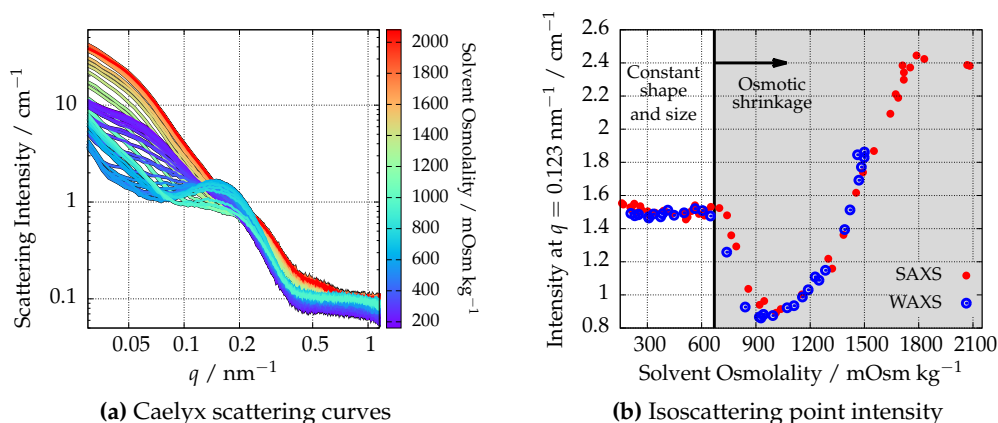 (a)
Scattering Intensity / cm⁻¹
10
1
0.1
0.05
0.1
0.2
0.5
1
q / nm⁻¹
2000
1800
1600
1400
1200
1000
800
600
400
200
Solvent Osmolality / mOsm kg⁻¹
(a) Caelyx scattering curves
(b)
Intensity at q = 0.123 nm⁻¹ / cm⁻¹
2.6
2.4
2.2
2
1.8
1.6
1.4
1.2
1
0.8
Constant
shape
and size
Osmotic
shrinkage
SAXS
WAXS
300
600
900
1200
1500
1800
2100
Solvent Osmolality / mOsm kg⁻¹
(b) Isoscattering point intensity